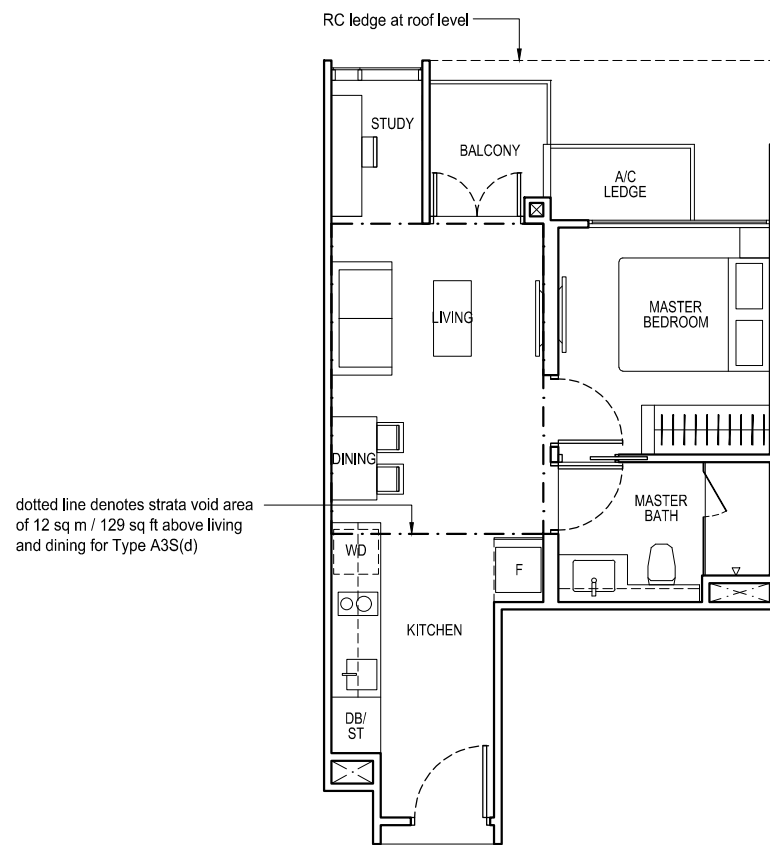 RC ledge at roof level
STUDY
BALCONY
A/C
LEDGE
LIVING
MASTER
BEDROOM
DINING
dotted line denotes strata void area
of 12 sq m / 129 sq ft above living
and dining for Type A3S(d)
MASTER
BATH
WD
F
KITCHEN
DB/
ST